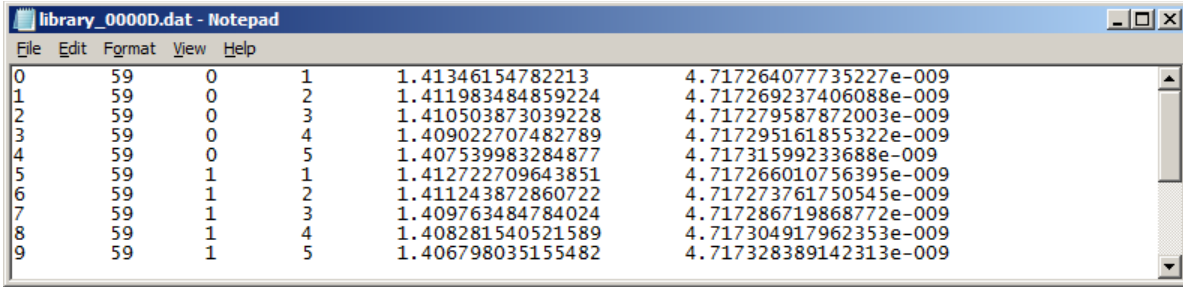 library_0000D.dat - Notepad
File Edit Format View Help
0 59 0 1 1.41346154782213 4.717264077735227e-009
1 59 0 2 1.411983484859224 4.717269237406088e-009
2 59 0 3 1.410503873039228 4.717279587872003e-009
3 59 0 4 1.409022707482789 4.717295161855322e-009
4 59 0 5 1.407539983284877 4.71731599233688e-009
5 59 1 1 1.412722709643851 4.717266010756395e-009
6 59 1 2 1.411243872860722 4.717273761750545e-009
7 59 1 3 1.409763484784024 4.717286719868772e-009
8 59 1 4 1.408281540521589 4.717304917962353e-009
9 59 1 5 1.406798035155482 4.717328389142313e-009